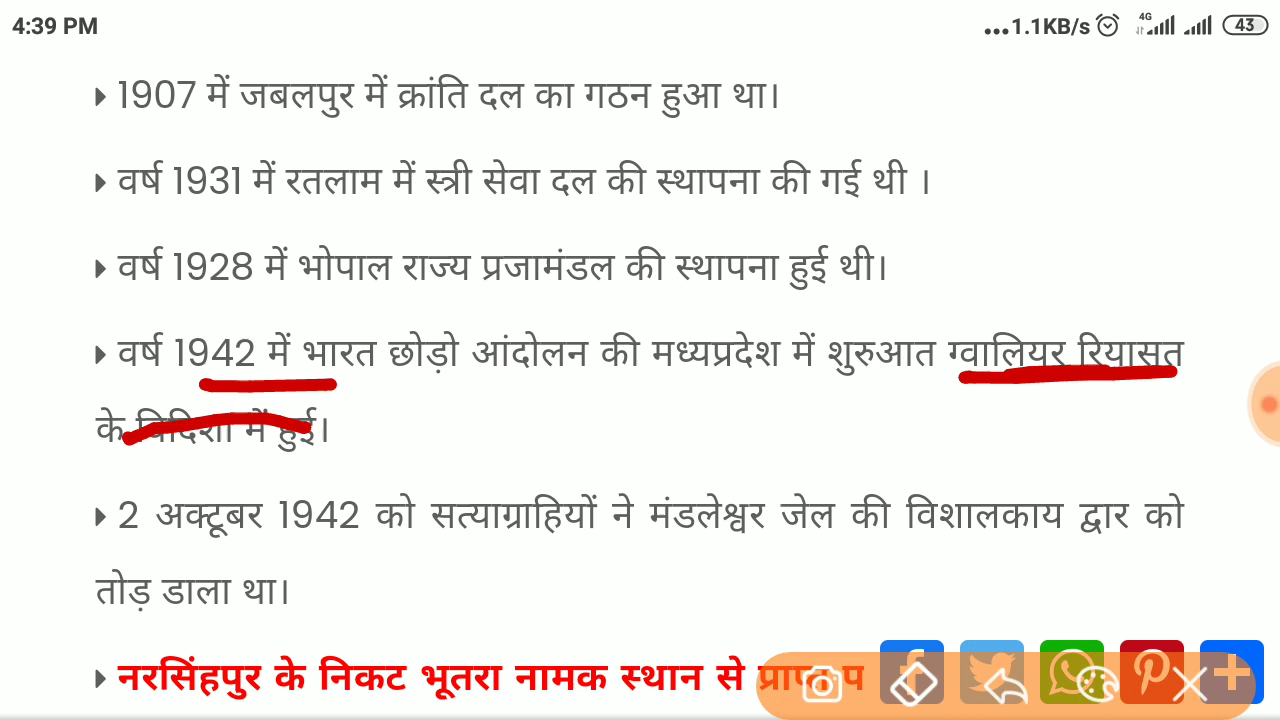 4:39 PM
...1.1KB/s 4G 43
1907 में जबलपुर में क्रांति दल का गठन हुआ था।
वर्ष 1931 में रतलाम में स्त्री सेवा दल की स्थापना की गई थी ।
वर्ष 1928 में भोपाल राज्य प्रजामंडल की स्थापना हुई थी।
वर्ष 1942 में भारत छोड़ो आंदोलन की मध्यप्रदेश में शुरुआत ग्वालियर रियासत
के विदिशा में हुई।
2 अक्टूबर 1942 को सत्याग्राहियों ने मंडलेश्वर जेल की विशालकाय द्वार को
तोड़ डाला था।
नरसिंहपुर के निकट भूतरा नामक स्थान से प्राप्त प